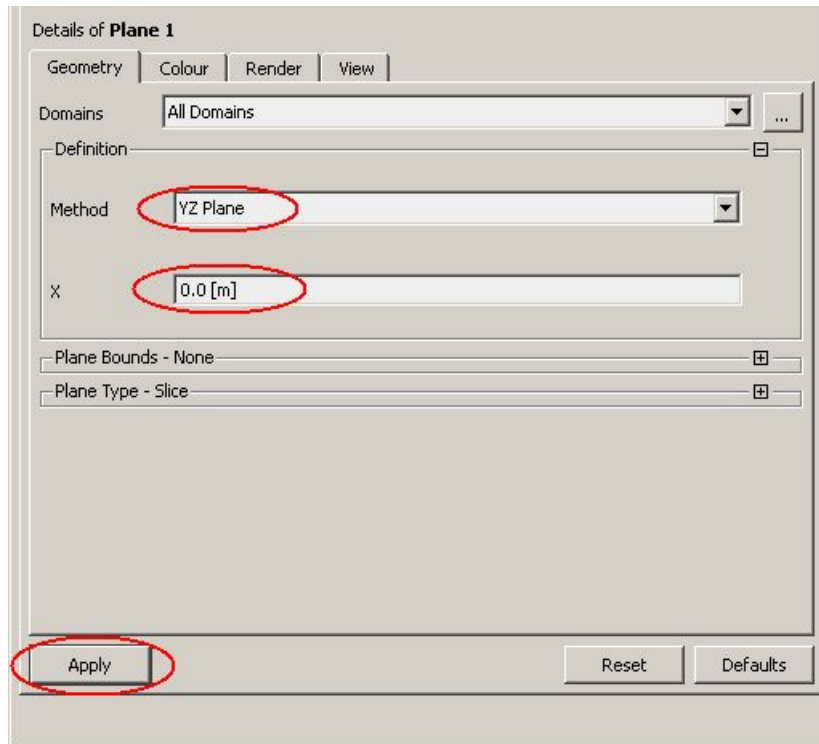 Details of Plane 1
Geometry Colour Render View
Domains All Domains ...
Definition
Method YZ Plane
X 0.0 [m]
Plane Bounds - None
Plane Type - Slice
Apply Reset Defaults